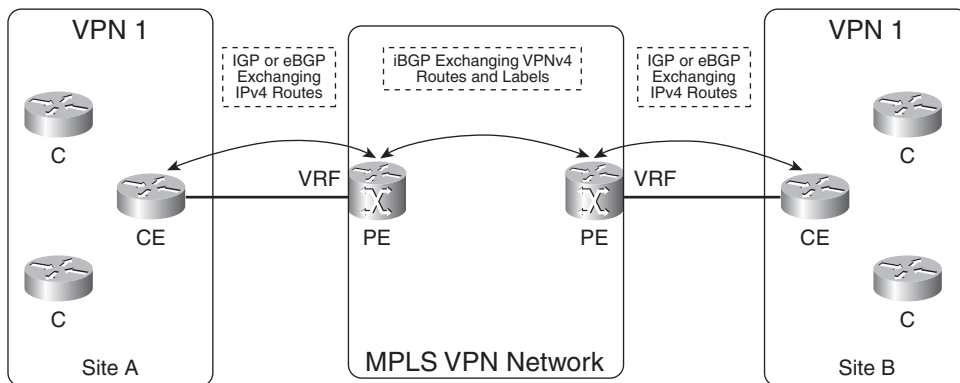 VPN 1
VPN 1
IGP or eBGP
Exchanging
IPv4 Routes
iBGP Exchanging VPNv4
Routes and Labels
IGP or eBGP
Exchanging
IPv4 Routes
C
C
VRF
VRF
CE
PE
PE
CE
C
C
Site A
MPLS VPN Network
Site B